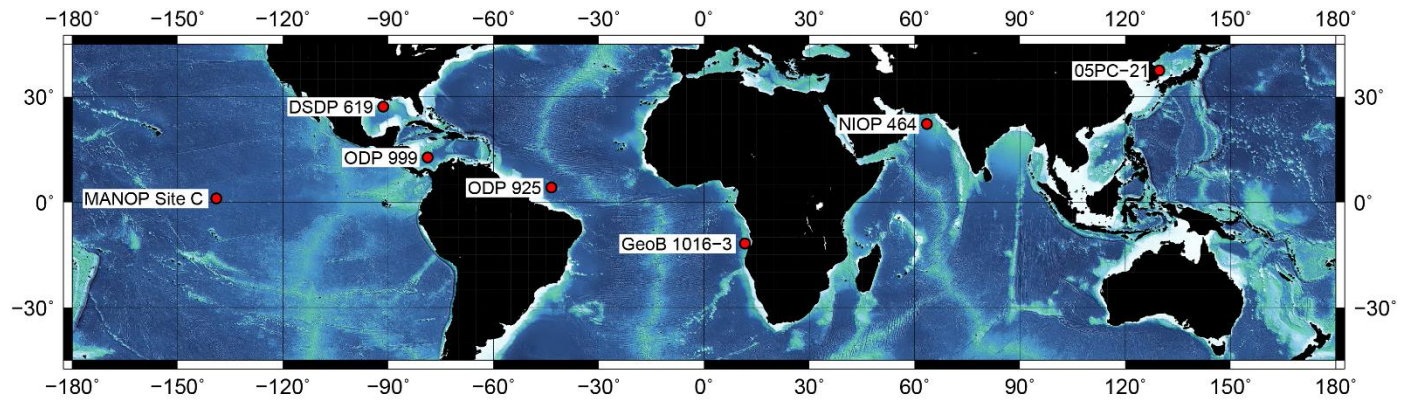 −180˚ −150˚ −120˚ −90˚ −60˚ −30˚ 0˚ 30˚ 60˚ 90˚ 120˚ 150˚ 180˚
05PC−21
30˚ 30˚
DSDP 619
NIOP 464
ODP 999
ODP 925
MANOP Site C
0˚ 0˚
GeoB 1016−3
−30˚ −30˚
−180˚ −150˚ −120˚ −90˚ −60˚ −30˚ 0˚ 30˚ 60˚ 90˚ 120˚ 150˚ 180˚